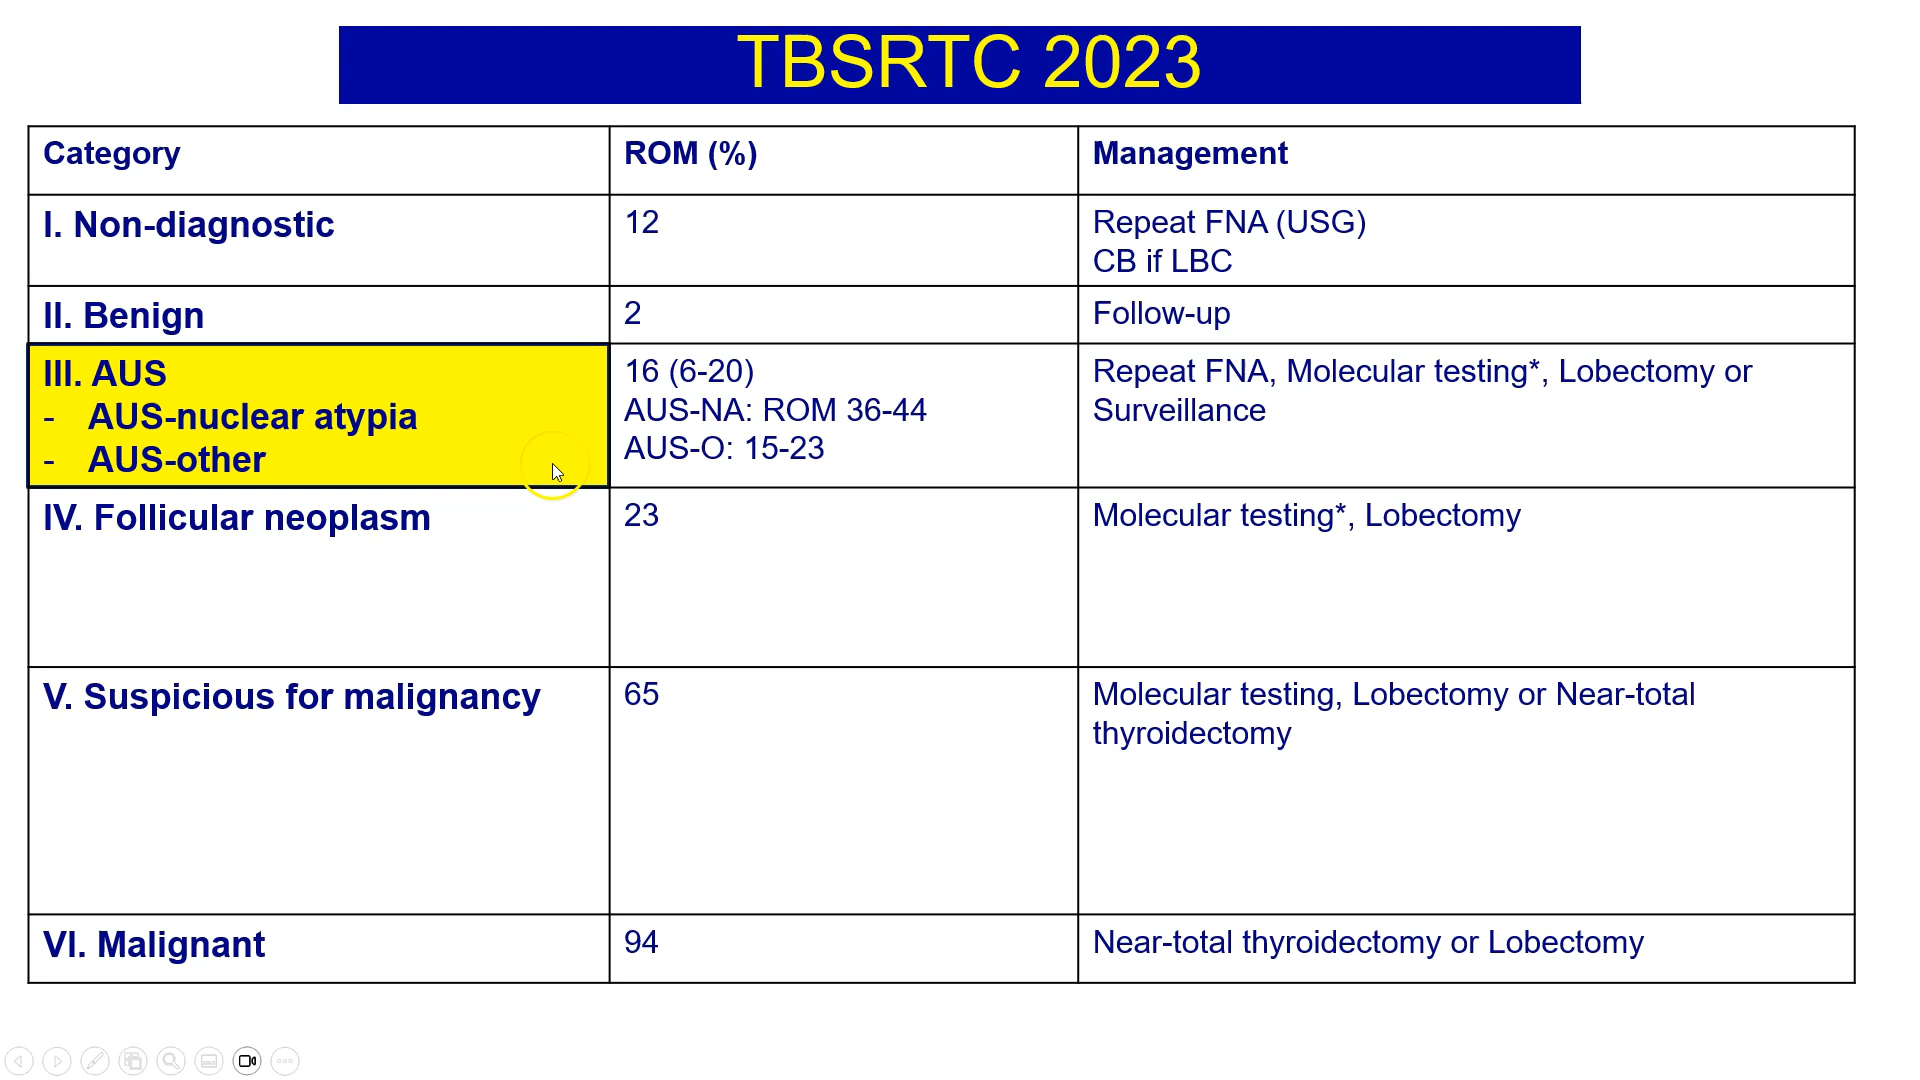 TBSRTC 2023
Category
ROM (%)
Management
I. Non-diagnostic
12
Repeat FNA (USG)
CB if LBC
II. Benign
2
Follow-up
III. AUS
- AUS-nuclear atypia
- AUS-other
16 (6-20)
AUS-NA: ROM 36-44
AUS-O: 15-23
Repeat FNA, Molecular testing*, Lobectomy or
Surveillance
IV. Follicular neoplasm
23
Molecular testing*, Lobectomy
V. Suspicious for malignancy
65
Molecular testing, Lobectomy or Near-total
thyroidectomy
VI. Malignant
94
Near-total thyroidectomy or Lobectomy